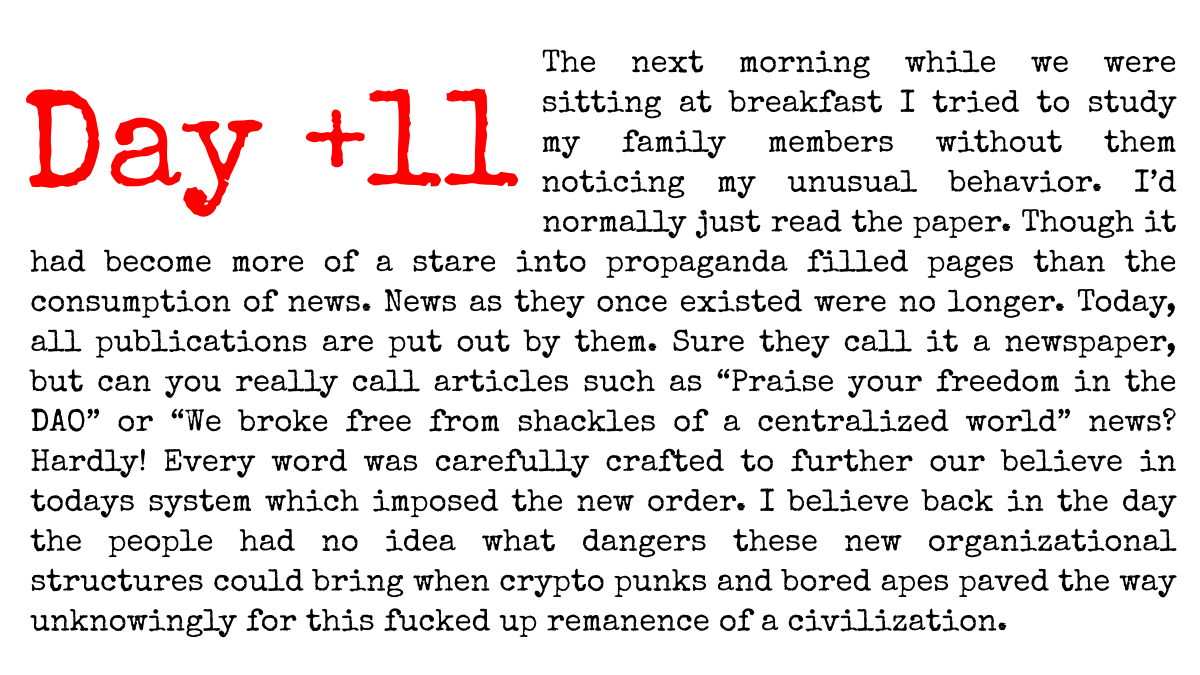 Day +11
The next morning while we were
sitting at breakfast I tried to study
my family members without them
noticing my unusual behavior. I’d
normally just read the paper. Though it
had become more of a stare into propaganda filled pages than the
consumption of news. News as they once existed were no longer. Today,
all publications are put out by them. Sure they call it a newspaper,
but can you really call articles such as “Praise your freedom in the
DAO” or “We broke free from shackles of a centralized world” news?
Hardly! Every word was carefully crafted to further our believe in
todays system which imposed the new order. I believe back in the day
the people had no idea what dangers these new organizational
structures could bring when crypto punks and bored apes paved the way
unknowingly for this fucked up remanence of a civilization.